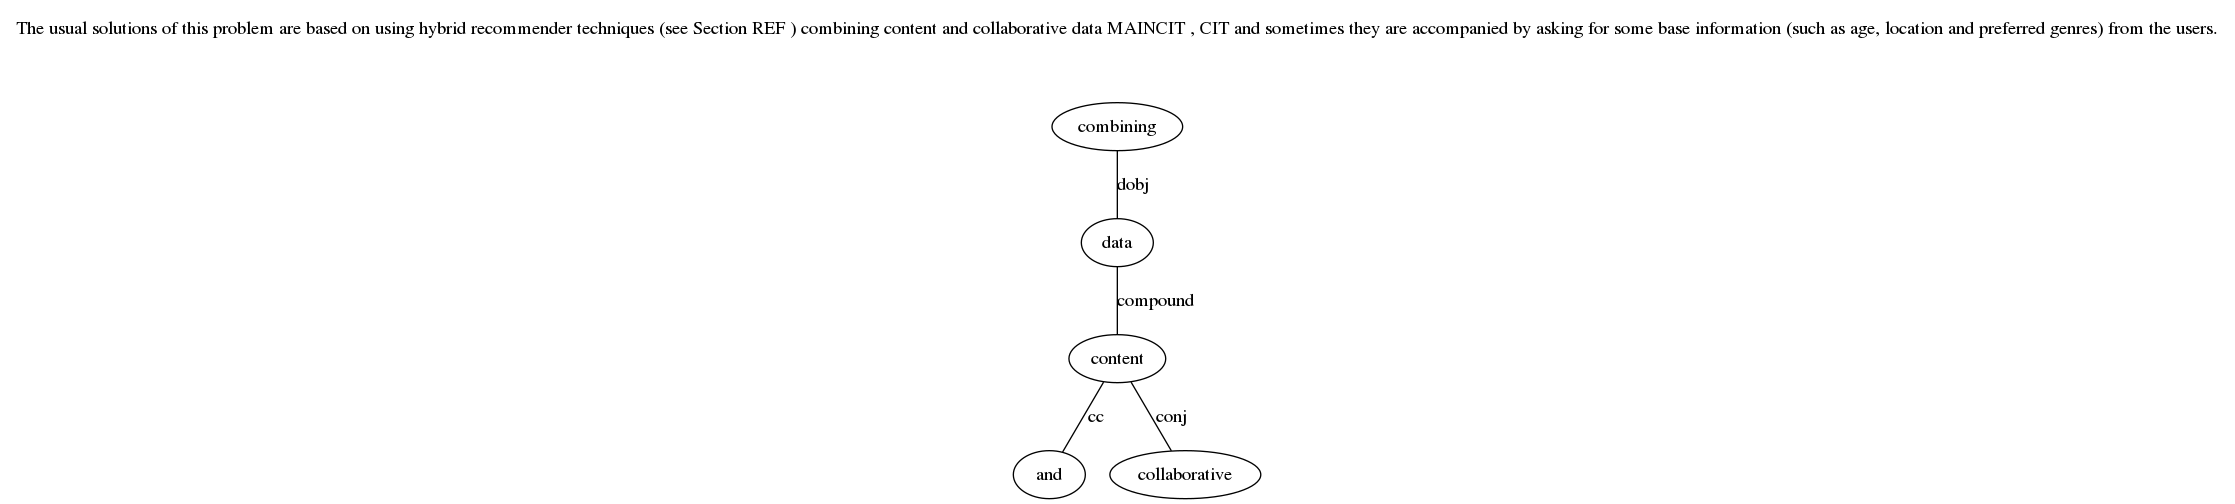 The usual solutions of this problem are based on using hybrid recommender techniques (see Section REF ) combining content and collaborative data MAINCIT , CIT and sometimes they are accompanied by asking for some base information (such as age, location and preferred genres) from the users.
combining
dobj
data
compound
content
cc conj
and collaborative